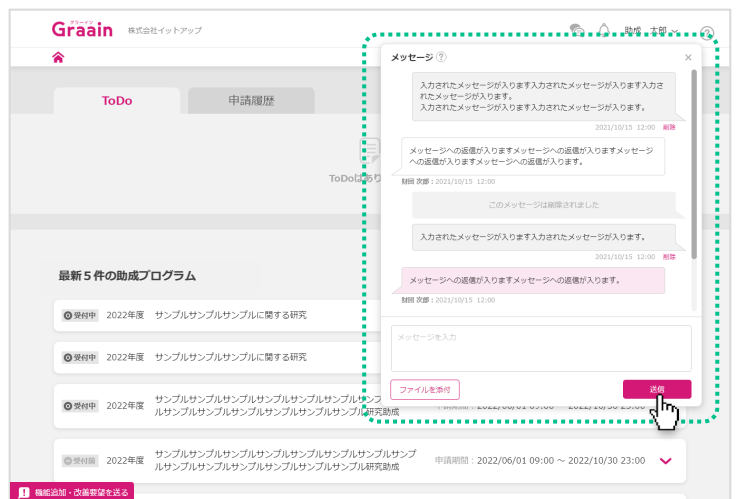 グラーイン
Graain
株式会社イットアップ
助成 太郎
?
ToDo
申請履歴
ToDoはあり
最新5件の助成プログラム
受付中 2022年度 サンプルサンプルサンプルに関する研究
受付中 2022年度 サンプルサンプルサンプルに関する研究
受付中 2022年度
サンプルサンプルサンプルサンプルサンプルサンプルサンプ
ルサンプルサンプルサンプルサンプルサンプルサンプル研究助成
申請期間:2022/06/01 09:00 ~ 2022/10/30 23:00
受付前 2022年度
サンプルサンプルサンプルサンプルサンプルサンプルサンプ
ルサンプルサンプルサンプルサンプルサンプルサンプル研究助成
申請期間:2022/06/01 09:00 ~ 2022/10/30 23:00
機能追加・改善要望を送る
メッセージ ?
×
入力されたメッセージが入ります入力されたメッセージが入ります入力さ
れたメッセージが入ります。
入力されたメッセージが入ります入力されたメッセージが入ります。
2021/10/15 12:00 削除
メッセージへの返信が入りますメッセージへの返信が入りますメッセージ
への返信が入りますメッセージへの返信が入ります。
財団 次郎:2021/10/15 12:00
このメッセージは削除されました
入力されたメッセージが入ります入力されたメッセージが入ります。
2021/10/15 12:00 削除
メッセージへの返信が入りますメッセージへの返信が入ります。
財団 次郎:2021/10/15 12:00
メッセージを入力
ファイルを添付
送信